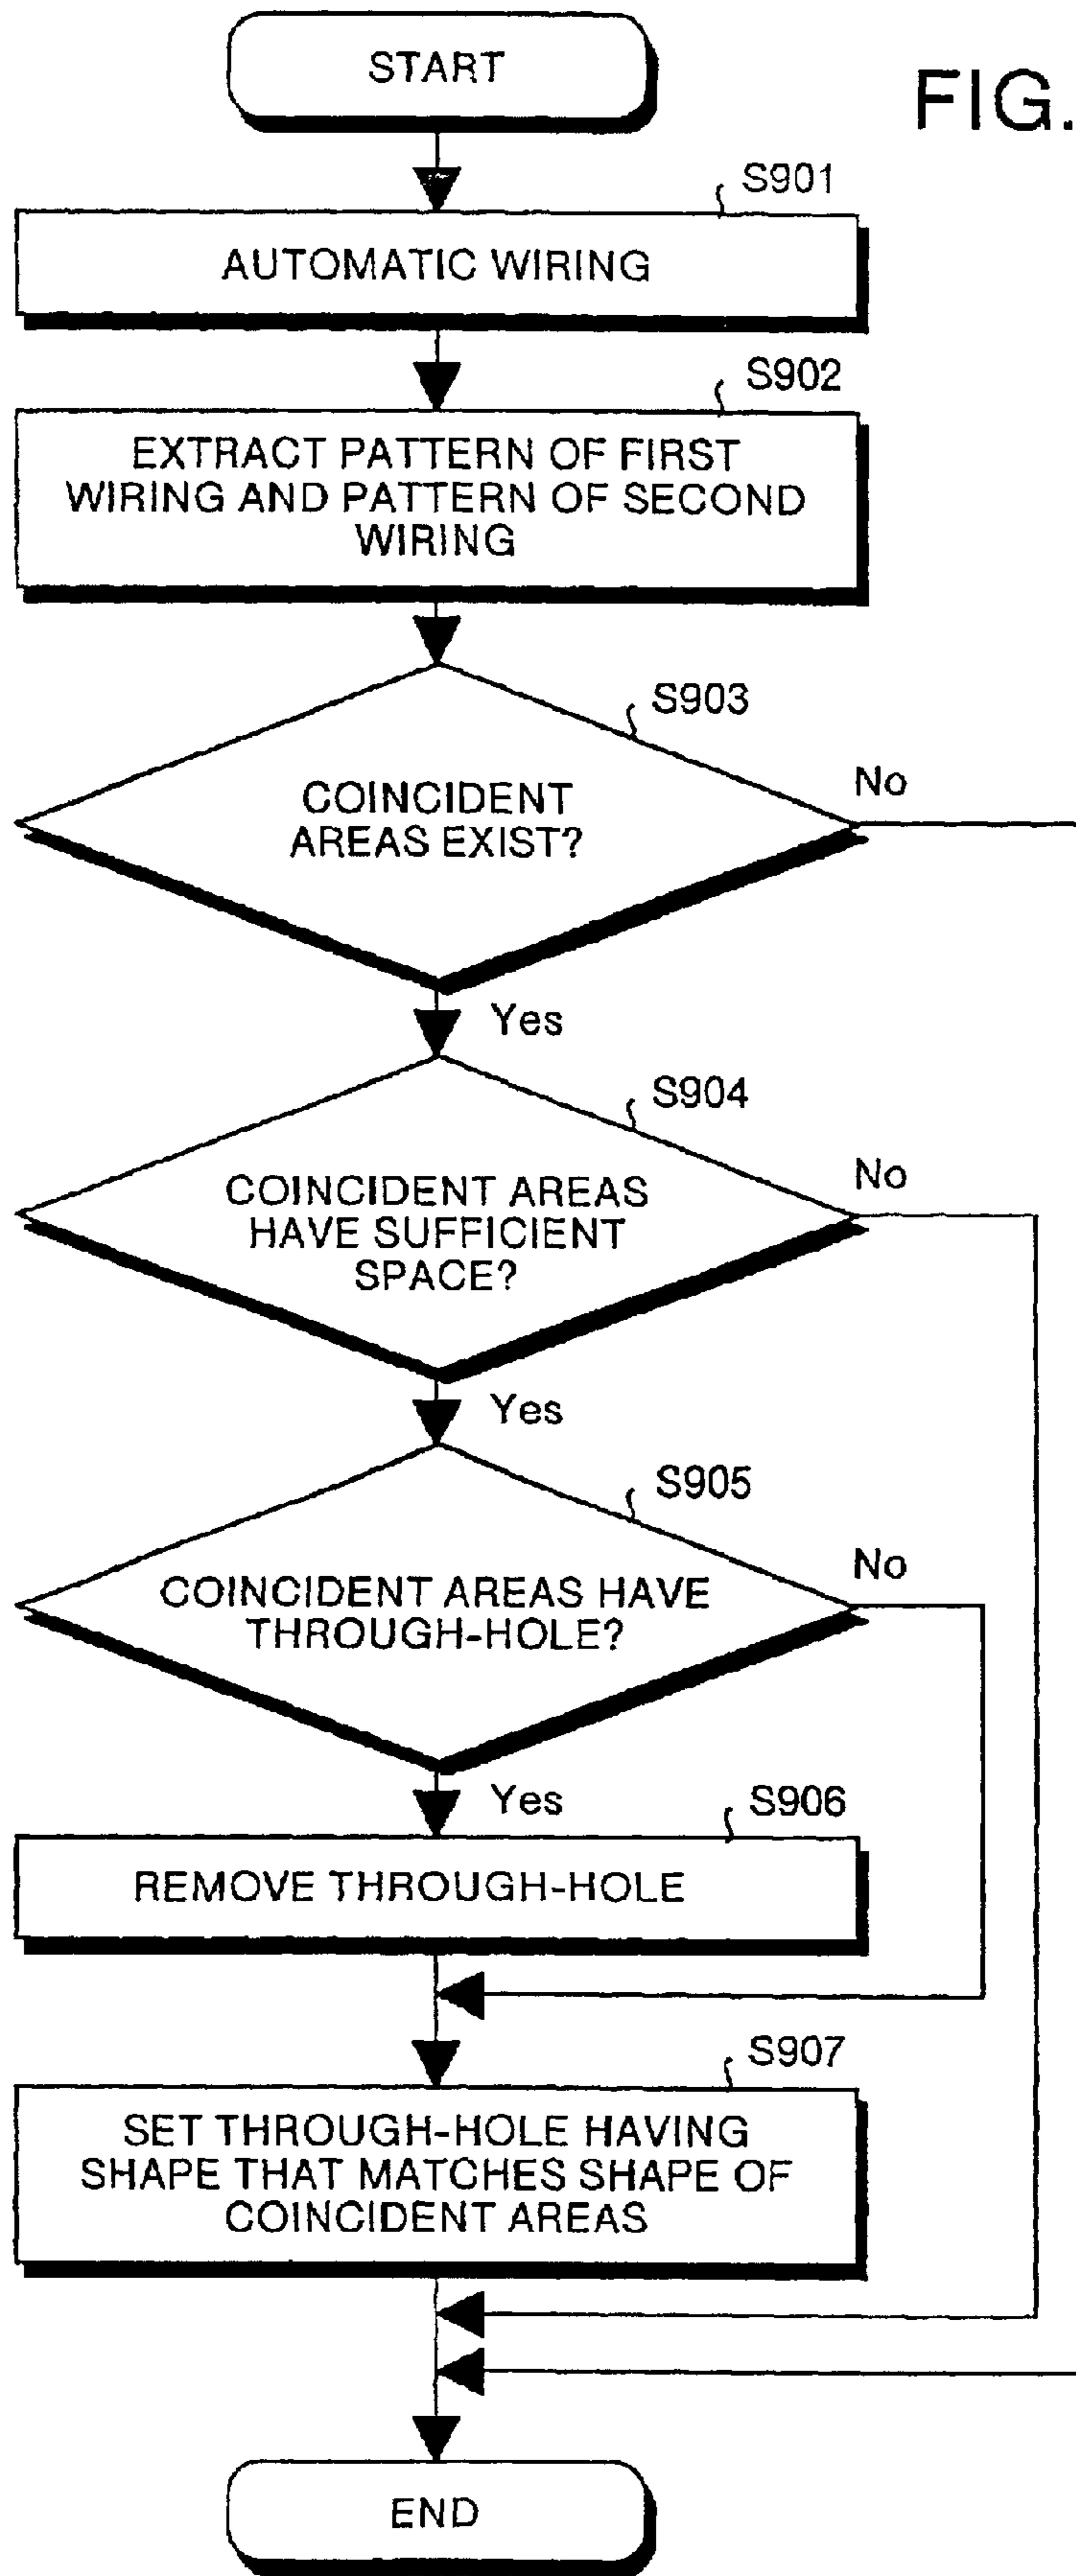 START
FIG.
S901
AUTOMATIC WIRING
S902
EXTRACT PATTERN OF FIRST
WIRING AND PATTERN OF SECOND
WIRING
S903
COINCIDENT
AREAS EXIST?
No
Yes
S904
COINCIDENT AREAS
HAVE SUFFICIENT
SPACE?
No
Yes
S905
COINCIDENT AREAS HAVE
THROUGH-HOLE?
No
Yes
S906
REMOVE THROUGH-HOLE
S907
SET THROUGH-HOLE HAVING
SHAPE THAT MATCHES SHAPE OF
COINCIDENT AREAS
END